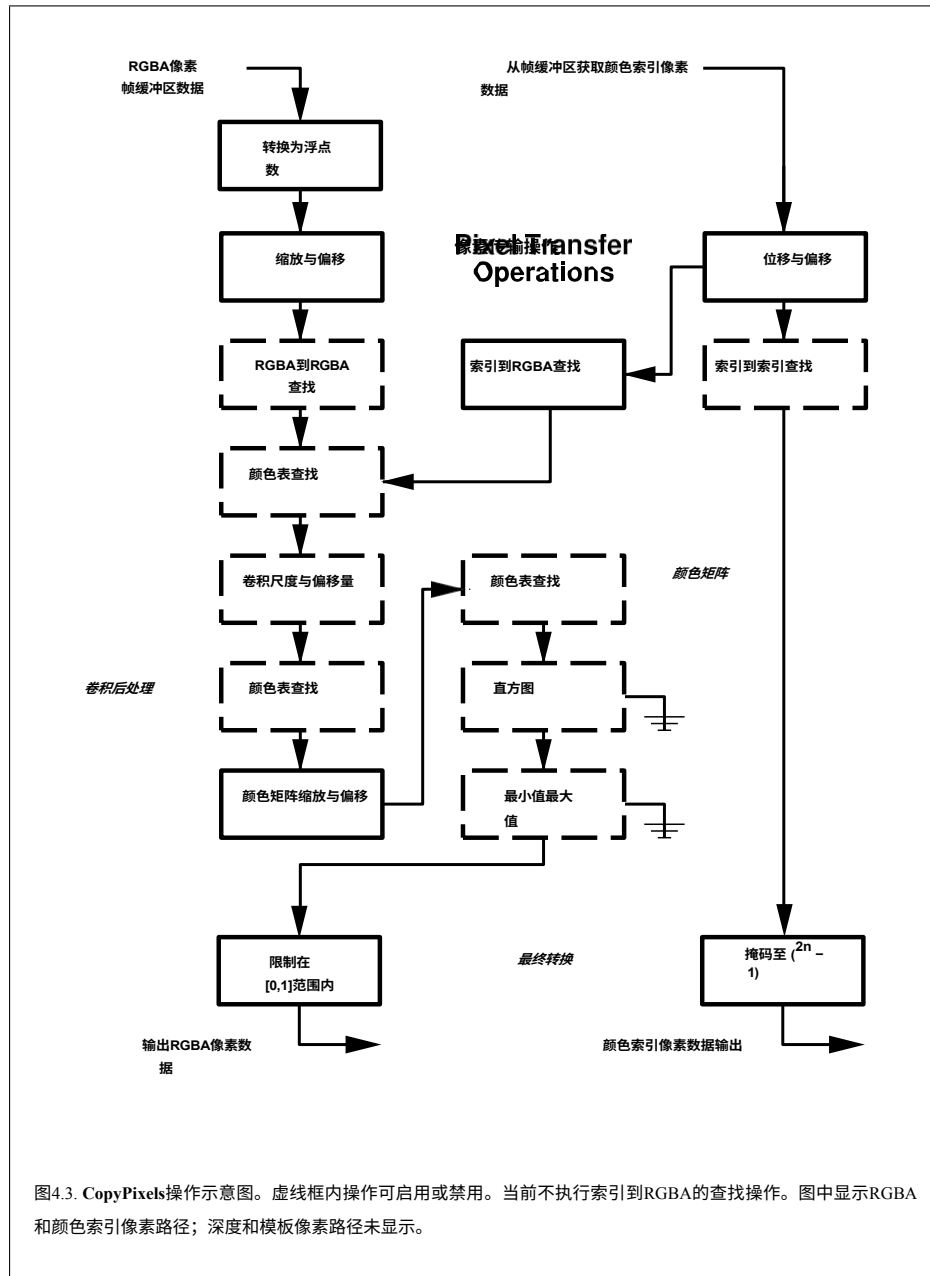 RGBA像素
帧缓冲区数据
从帧缓冲区获取颜色索引像素
数据
转换为浮点
数
缩放与偏移
像素传输操作
Pixel Transfer
Operations
位移与偏移
RGBA到RGBA
查找
索引到RGBA查找
索引到索引查找
颜色表查找
卷积尺度与偏移量
颜色表查找
颜色矩阵
卷积后处理
颜色表查找
直方图
颜色矩阵缩放与偏移
最小值最大
值
限制在
[0,1]范围内
最终转换
掩码至 (2n −
1)
输出RGBA像素数
据
颜色索引像素数据输出
图4.3. CopyPixels操作示意图。虚线框内操作可启用或禁用。当前不执行索引到RGBA的查找操作。图中显示RGBA
和颜色索引像素路径；深度和模板像素路径未显示。